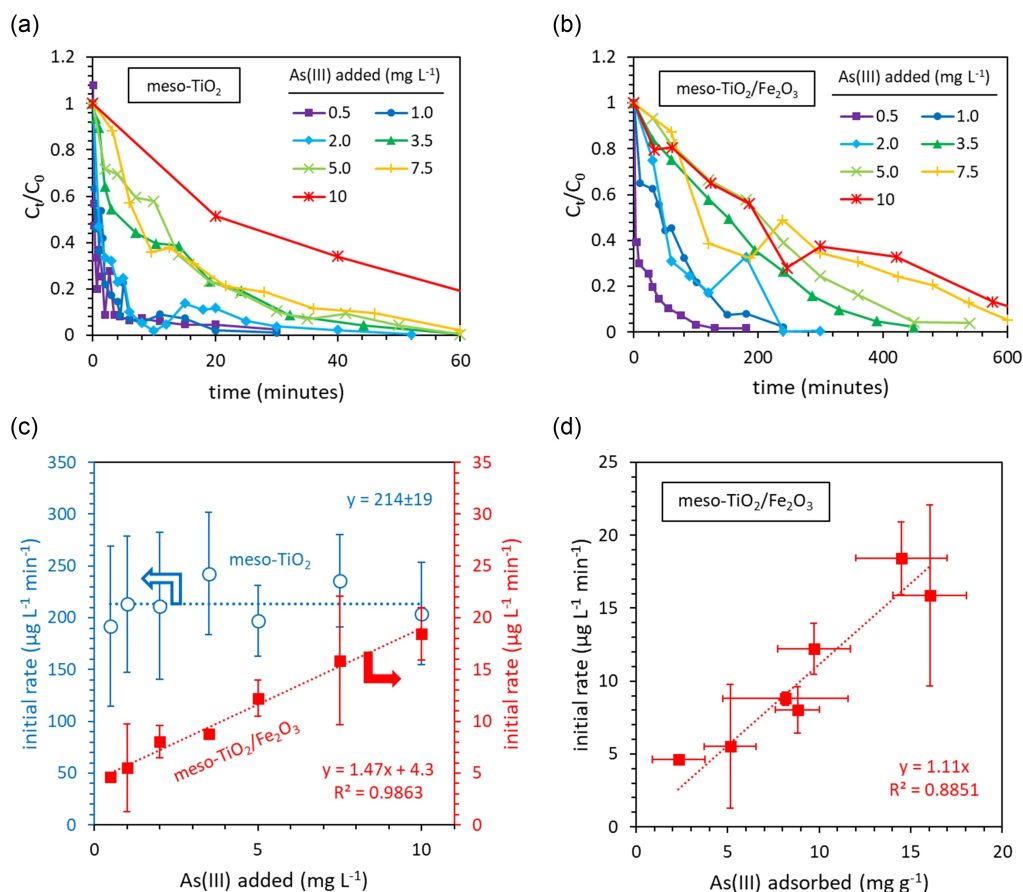 (a)
1.2
1
0.8
0.6
0.4
0.2
0
Ct/C0
meso-TiO2
As(III) added (mg L-1)
0.5 1.0
2.0 3.5
5.0 7.5
10
0 20 40 60
time (minutes)
(b)
1.2
1
0.8
0.6
0.4
0.2
0
Ct/C0
meso-TiO2/Fe2O3
As(III) added (mg L-1)
0.5 1.0
2.0 3.5
5.0 7.5
10
0 200 400 600
time (minutes)
(c)
350
300
250
200
150
100
50
0
initial rate (µg L-1 min-1)
y = 214±19
meso-TiO2
meso-TiO2/Fe2O3
y = 1.47x + 4.3
R² = 0.9863
35
30
25
20
15
10
5
0
initial rate (µg L-1 min-1)
0 5 10
As(III) added (mg L-1)
(d)
25
20
15
10
5
0
initial rate (µg L-1 min-1)
meso-TiO2/Fe2O3
y = 1.11x
R² = 0.8851
0 5 10 15 20
As(III) adsorbed (mg g-1)